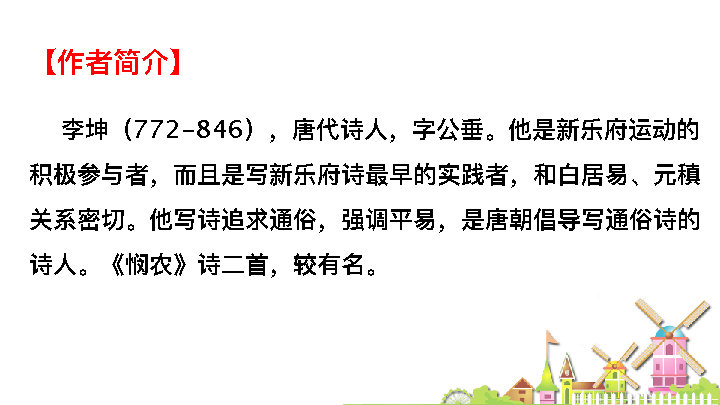 【作者简介】
李坤（772-846），唐代诗人，字公垂。他是新乐府运动的
积极参与者，而且是写新乐府诗最早的实践者，和白居易、元稹
关系密切。他写诗追求通俗，强调平易，是唐朝倡导写通俗诗的
诗人。《悯农》诗二首，较有名。